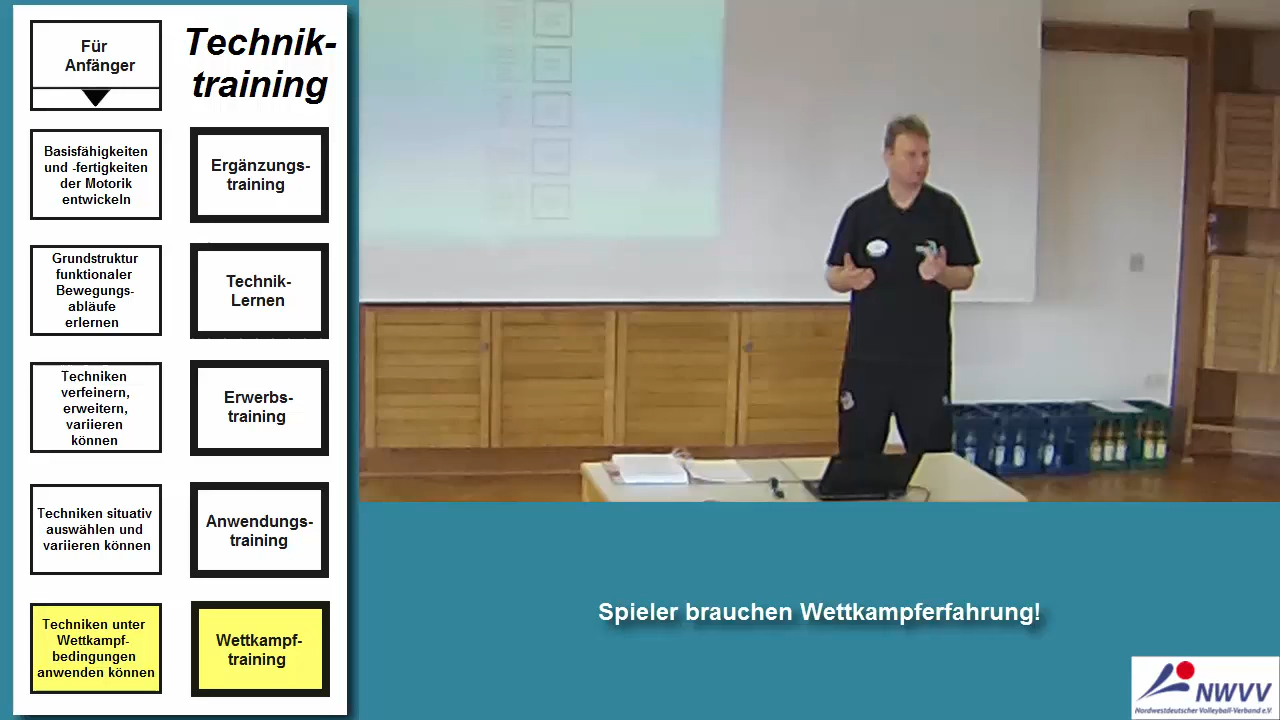 Für
Anfänger
Technik-
training
Basisfähigkeiten
und -fertigkeiten
der Motorik
entwickeln
Ergänzungs-
training
Grundstruktur
funktionaler
Bewegungs-
abläufe
erlernen
Technik-
Lernen
Techniken
verfeinern,
erweitern,
variieren
können
Erwerbs-
training
Techniken situativ
auswählen und
variieren können
Anwendungs-
training
Techniken unter
Wettkampf-
bedingungen
anwenden können
Wettkampf-
training
Spieler brauchen Wettkampferfahrung!
NWVV
Nordwestdeutscher Volleyball-Verband e.V.